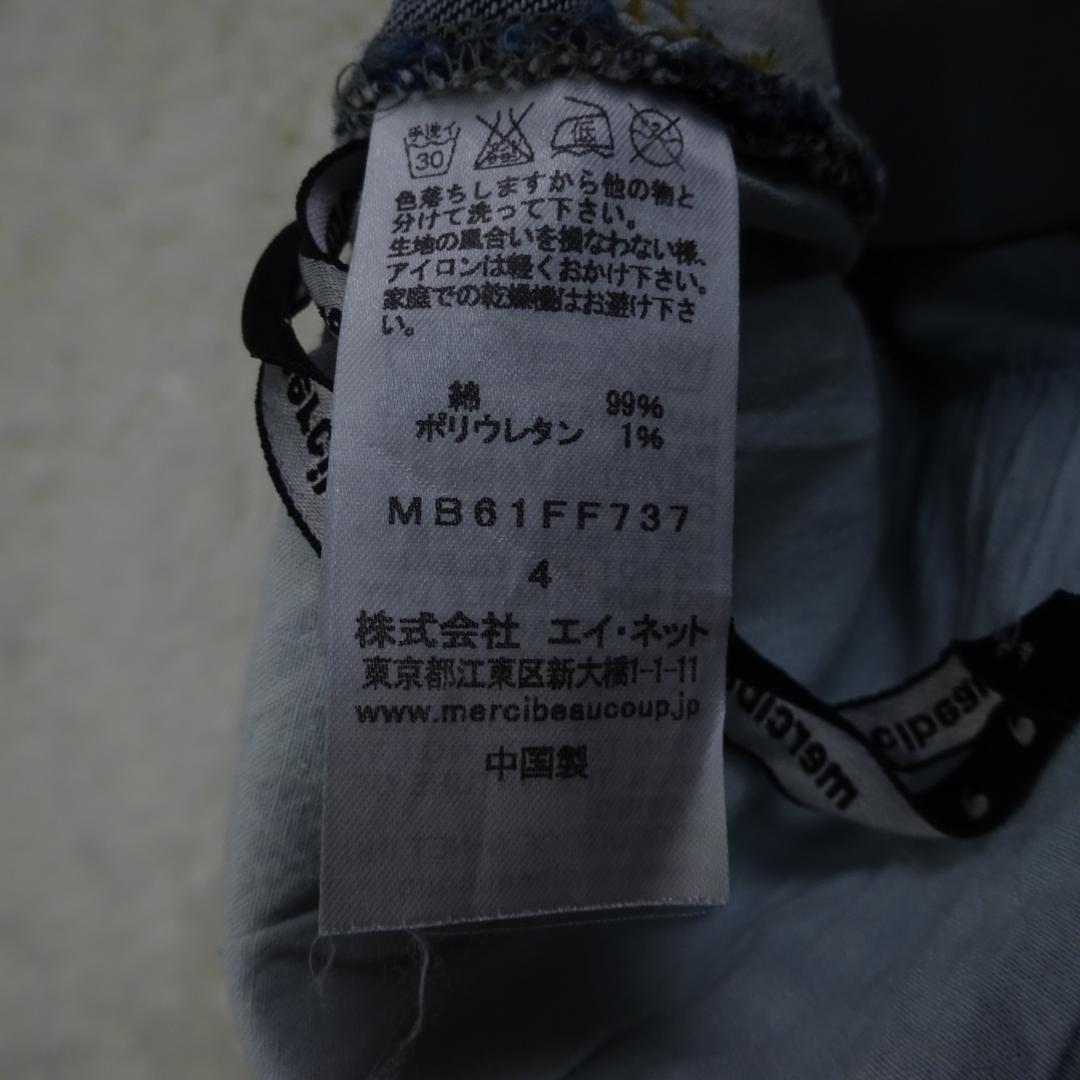 手洗イ
30
低
色落ちしますから他の物と
分けて洗って下さい。
生地の風合いを損なわない様、
アイロンは軽くおかけ下さい。
家庭での乾燥機はお避け下さ
い。
綿 99%
ポリウレタン 1%
MB61FF737
4
株式会社 エイ・ネット
東京都江東区新大橋1-1-11
www.mercibeaucoup.jp
中国製